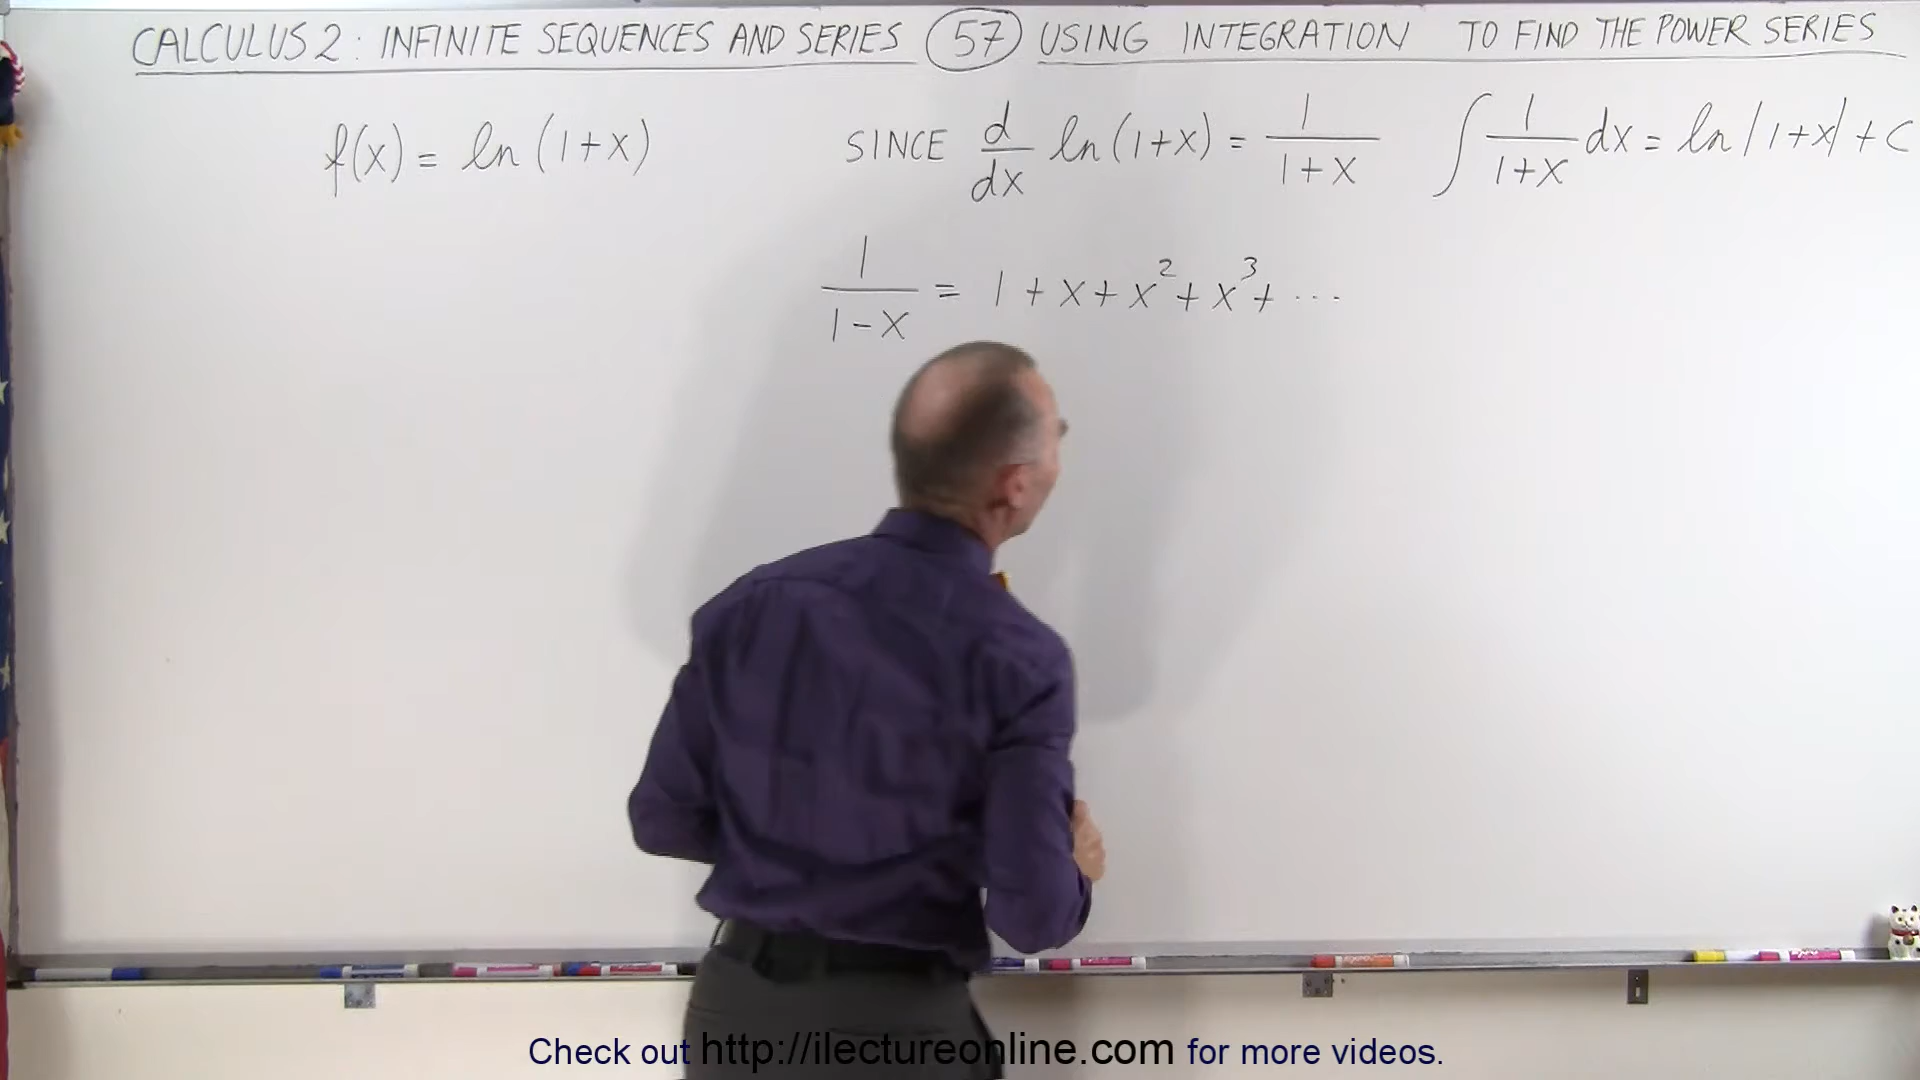 CALCULUS 2: INFINITE SEQUENCES AND SERIES 57 USING INTEGRATION TO FIND THE POWER SERIES
f(x) = ln(1+x) SINCE d/dx ln(1+x) = 1/(1+x) ∫ 1/(1+x) dx = ln|1+x| + C
1/(1-x) = 1 + x + x² + x³ + ...
Check out http://ilectureonline.com for more videos.